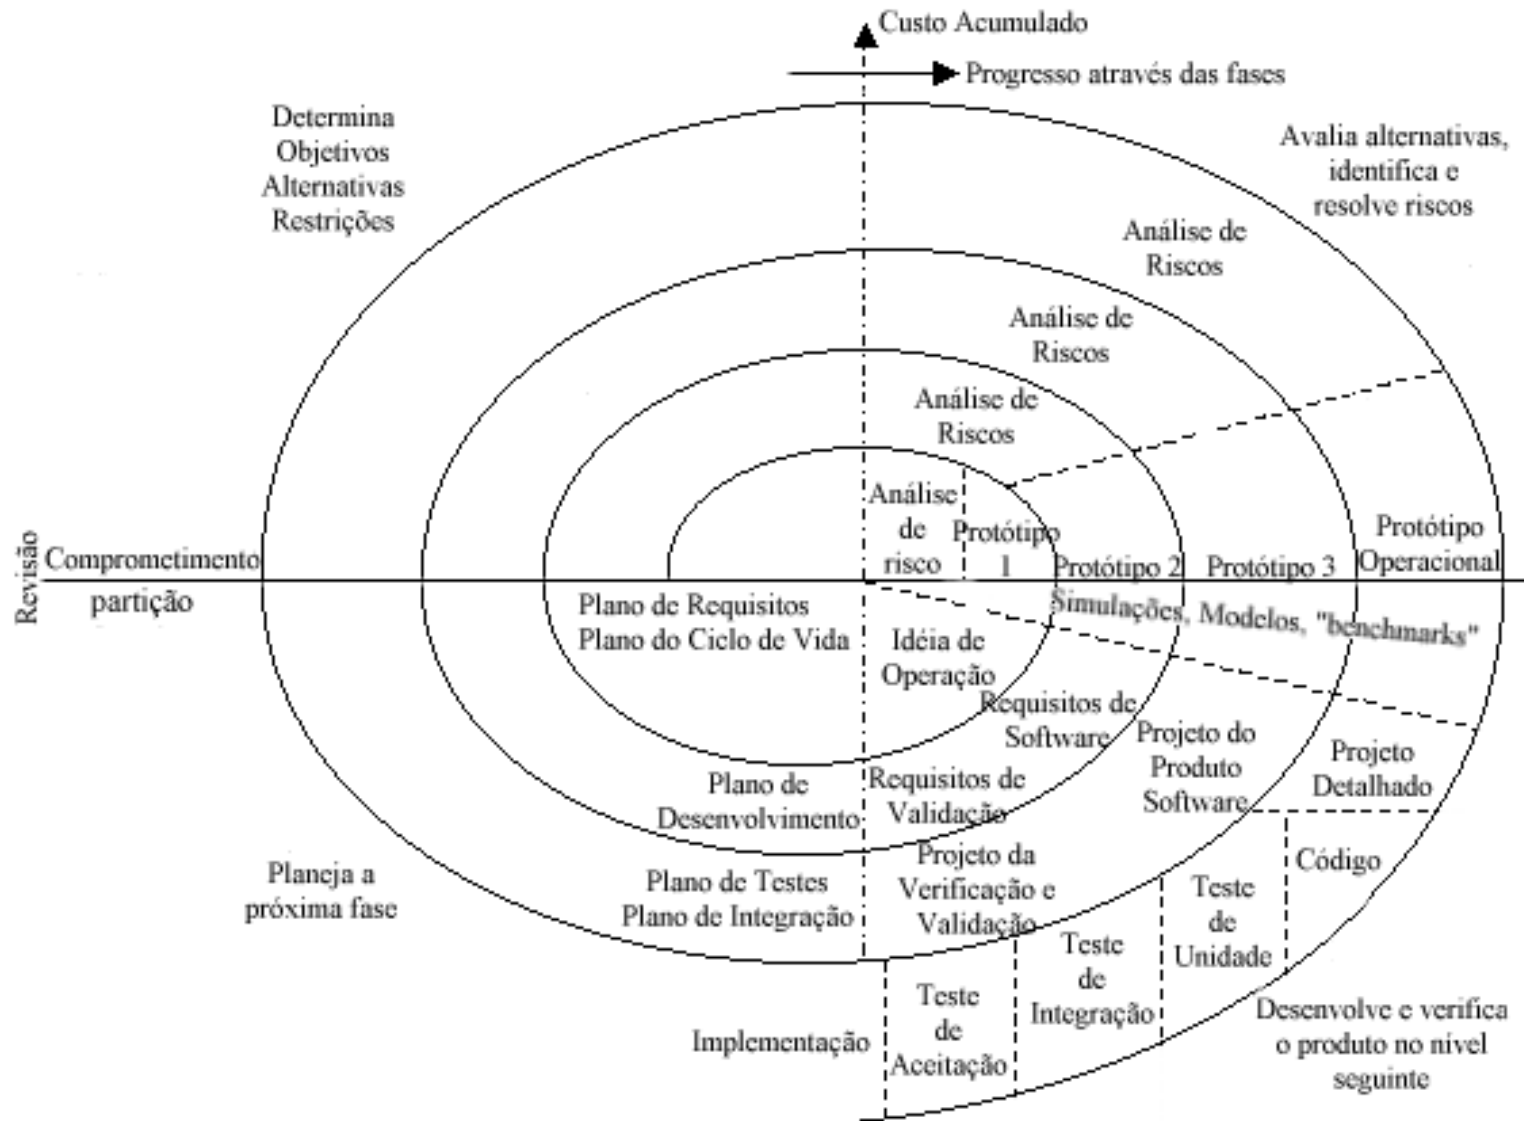 Custo Acumulado
Progresso através das fases
Determina
Objetivos
Alternativas
Restrições
Avalia alternativas,
identifica e
resolve riscos
Análise de
Riscos
Análise de
Riscos
Análise de
Riscos
Análise
de
risco
Protótipo
1
Protótipo 2
Protótipo 3
Protótipo
Operacional
Revisão
Comprometimento
partição
Simulações, Modelos, "benchmarks"
Plano de Requisitos
Plano do Ciclo de Vida
Idéia de
Operação
Requisitos de
Software
Projeto do
Produto
Software
Projeto
Detalhado
Plano de
Desenvolvimento
Requisitos de
Validação
Código
Planeja a
próxima fase
Plano de Testes
Plano de Integração
Projeto da
Verificação e
Validação
Teste
de
Unidade
Teste
de
Integração
Teste
de
Aceitação
Implementação
Desenvolve e verifica
o produto no nível
seguinte